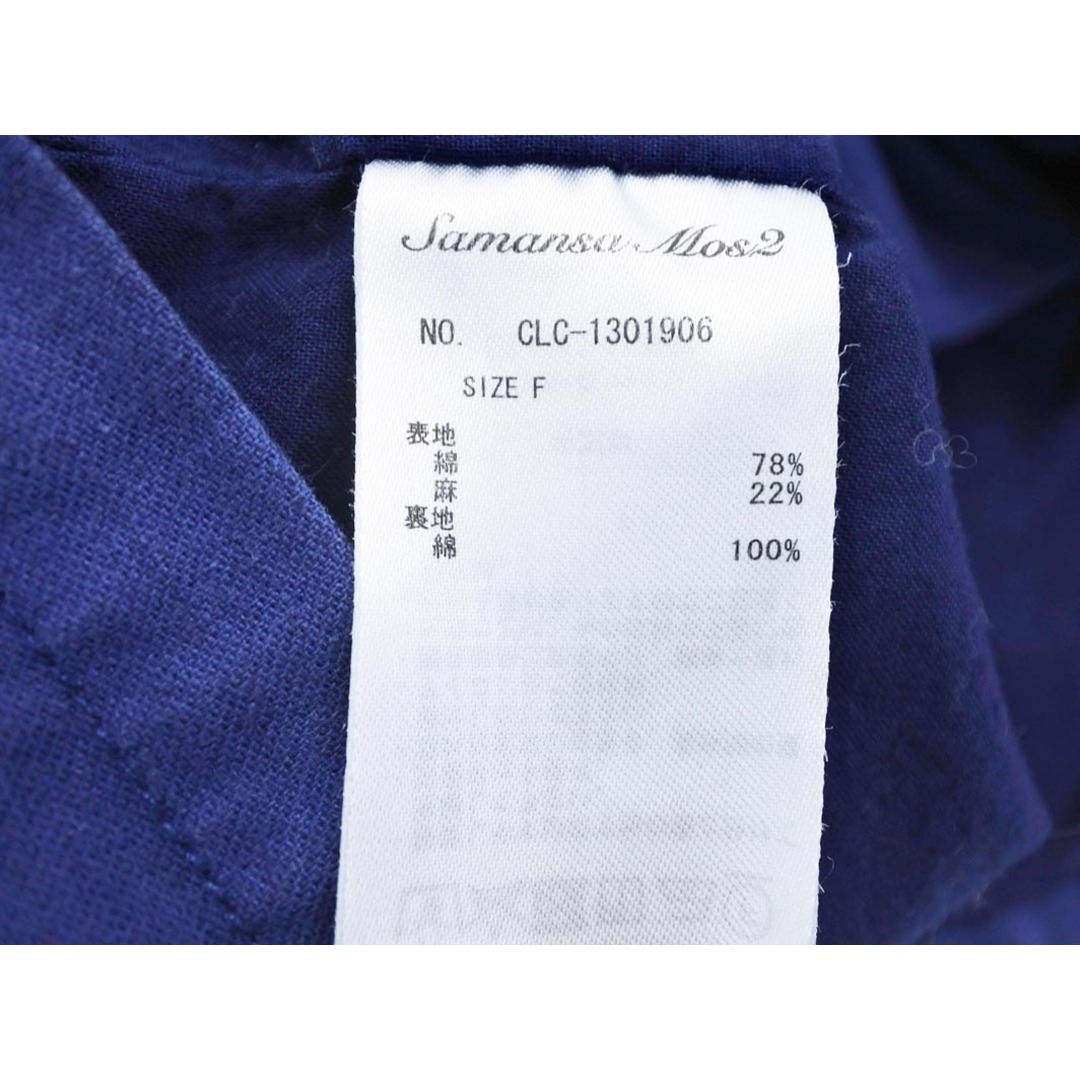 Samansa Mos2
NO. CLC-1301906
SIZE F
表地
綿 78%
麻 22%
裏地
綿 100%